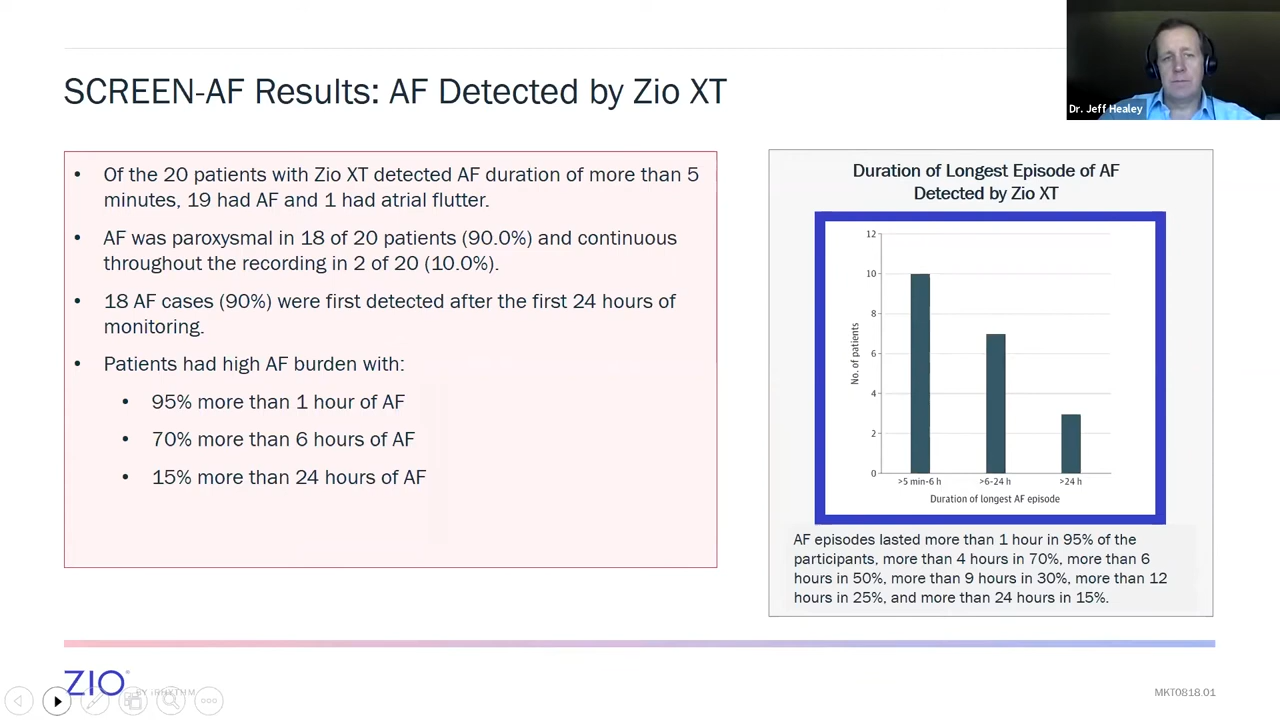 SCREEN-AF Results: AF Detected by Zio XT
Dr. Jeff Healey
• Of the 20 patients with Zio XT detected AF duration of more than 5
minutes, 19 had AF and 1 had atrial flutter.
• AF was paroxysmal in 18 of 20 patients (90.0%) and continuous
throughout the recording in 2 of 20 (10.0%).
• 18 AF cases (90%) were first detected after the first 24 hours of
monitoring.
• Patients had high AF burden with:
• 95% more than 1 hour of AF
• 70% more than 6 hours of AF
• 15% more than 24 hours of AF
Duration of Longest Episode of AF
Detected by Zio XT
No. of patients
12
10
8
6
4
2
0
>5 min-6 h >6-24 h >24 h
Duration of longest AF episode
AF episodes lasted more than 1 hour in 95% of the
participants, more than 4 hours in 70%, more than 6
hours in 50%, more than 9 hours in 30%, more than 12
hours in 25%, and more than 24 hours in 15%.
ZIO®
BY iRHYTHM
MKT0818.01